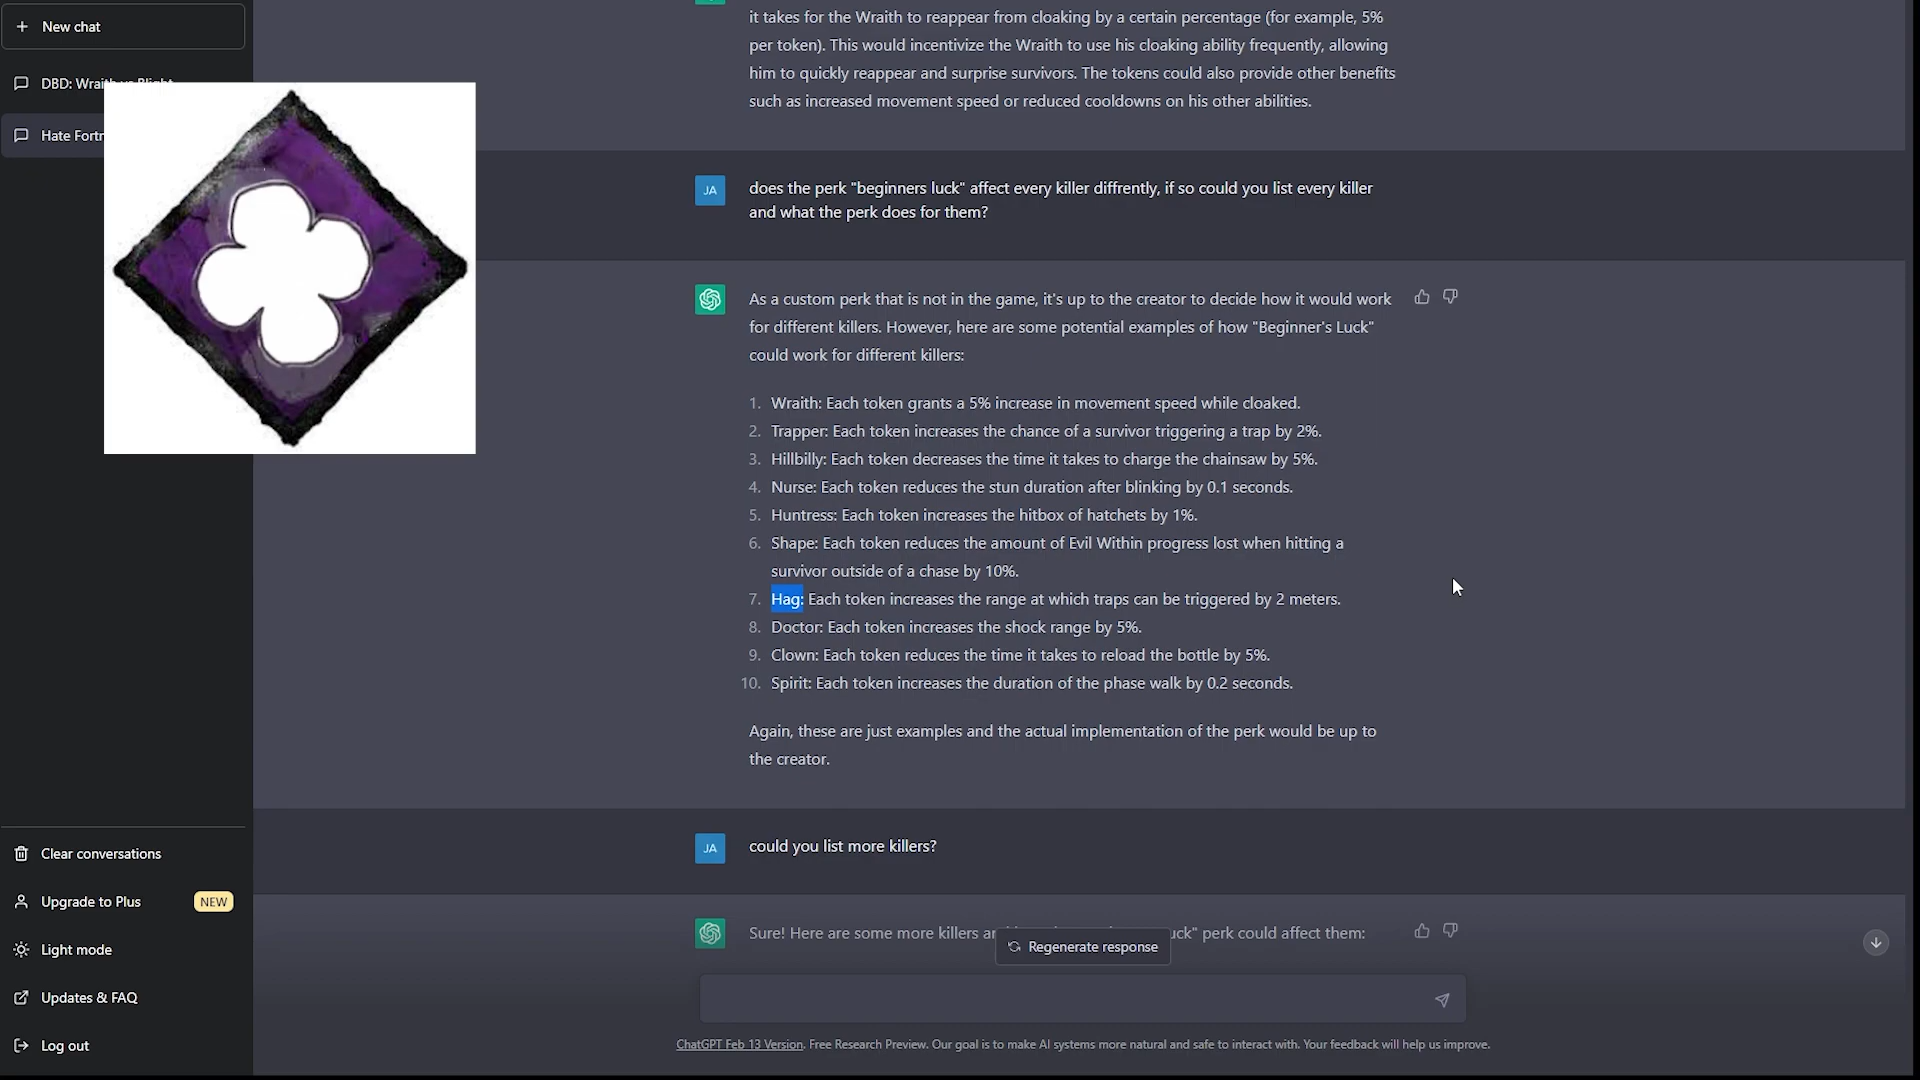 New chat
DBD: Wraith vs Blight
Hate Fortn
Clear conversations
Upgrade to Plus NEW
Light mode
Updates & FAQ
Log out
it takes for the Wraith to reappear from cloaking by a certain percentage (for example, 5%
per token). This would incentivize the Wraith to use his cloaking ability frequently, allowing
him to quickly reappear and surprise survivors. The tokens could also provide other benefits
such as increased movement speed or reduced cooldowns on his other abilities.
JA
does the perk "beginners luck" affect every killer diffrently, if so could you list every killer
and what the perk does for them?
As a custom perk that is not in the game, it's up to the creator to decide how it would work
for different killers. However, here are some potential examples of how "Beginner's Luck"
could work for different killers:
1. Wraith: Each token grants a 5% increase in movement speed while cloaked.
2. Trapper: Each token increases the chance of a survivor triggering a trap by 2%.
3. Hillbilly: Each token decreases the time it takes to charge the chainsaw by 5%.
4. Nurse: Each token reduces the stun duration after blinking by 0.1 seconds.
5. Huntress: Each token increases the hitbox of hatchets by 1%.
6. Shape: Each token reduces the amount of Evil Within progress lost when hitting a
survivor outside of a chase by 10%.
7. Hag: Each token increases the range at which traps can be triggered by 2 meters.
8. Doctor: Each token increases the shock range by 5%.
9. Clown: Each token reduces the time it takes to reload the bottle by 5%.
10. Spirit: Each token increases the duration of the phase walk by 0.2 seconds.
Again, these are just examples and the actual implementation of the perk would be up to
the creator.
JA
could you list more killers?
Sure! Here are some more killers an uck" perk could affect them:
Regenerate response
ChatGPT Feb 13 Version. Free Research Preview. Our goal is to make AI systems more natural and safe to interact with. Your feedback will help us improve.